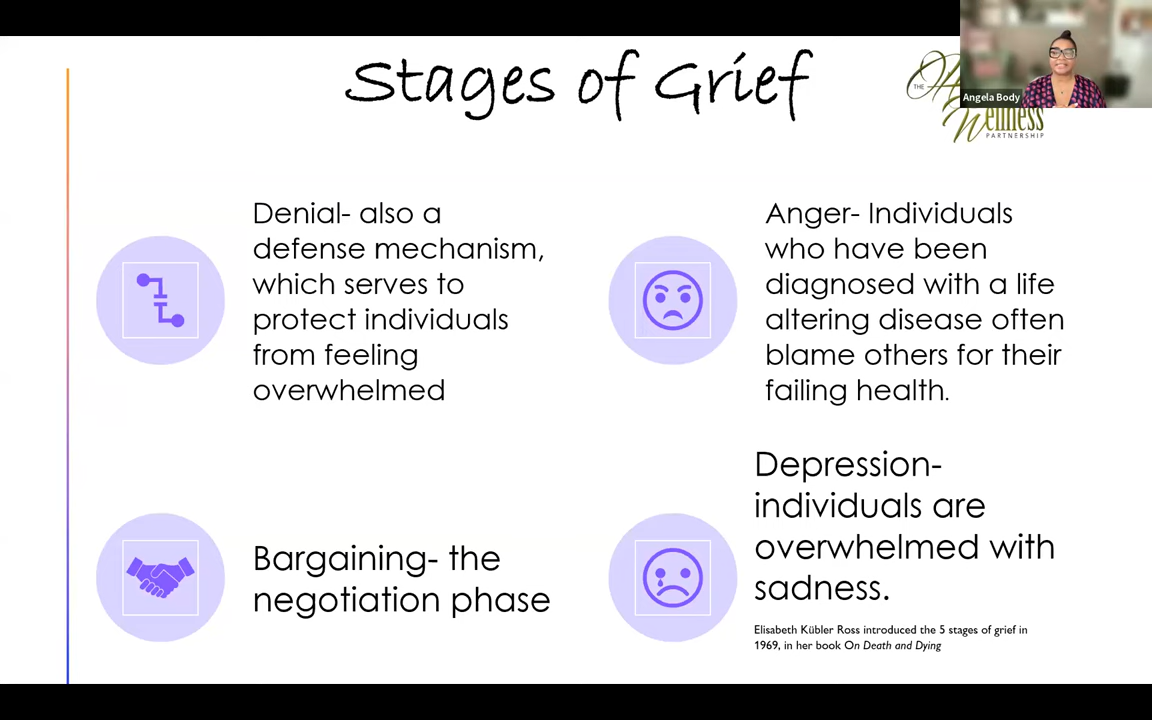 Stages of Grief
THE
Wellness
PARTNERSHIP
Angela Body
Denial- also a
defense mechanism,
which serves to
protect individuals
from feeling
overwhelmed
Anger- Individuals
who have been
diagnosed with a life
altering disease often
blame others for their
failing health.
Bargaining- the
negotiation phase
Depression-
individuals are
overwhelmed with
sadness.
Elisabeth Kübler Ross introduced the 5 stages of grief in
1969, in her book On Death and Dying